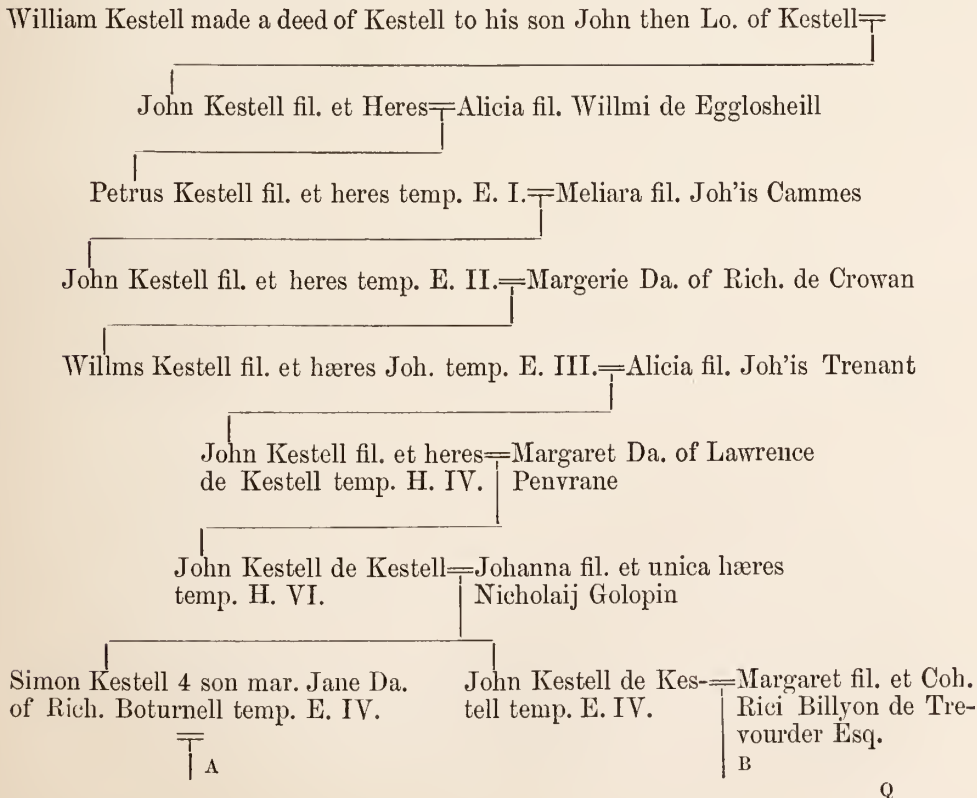 William Kestell made a deed of Kestell to his son John then Lo. of Kestell
John Kestell fil. et Heres=Alicia fil. Willmi de Egglosheill
Petrus Kestell fil. et heres temp. E. I.=Meliara fil. Joh'is Cammes
John Kestell fil. et heres temp. E. II.=Margerie Da. of Rich. de Crowan
Willms Kestell fil. et hæres Joh. temp. E. III.=Alicia fil. Joh'is Trenant
John Kestell fil. et heres=Margaret Da. of Lawrence
de Kestell temp. H. IV. Penvrane
John Kestell de Kestell=Johanna fil. et unica hæres
temp. H. VI. Nicholaij Golopin
Simon Kestell 4 son mar. Jane Da.
of Rich. Boturnell temp. E. IV.
A
John Kestell de Kes-=Margaret fil. et Coh.
tell temp. E. IV. Rici Billyon de Tre-
vourder Esq.
B
Q